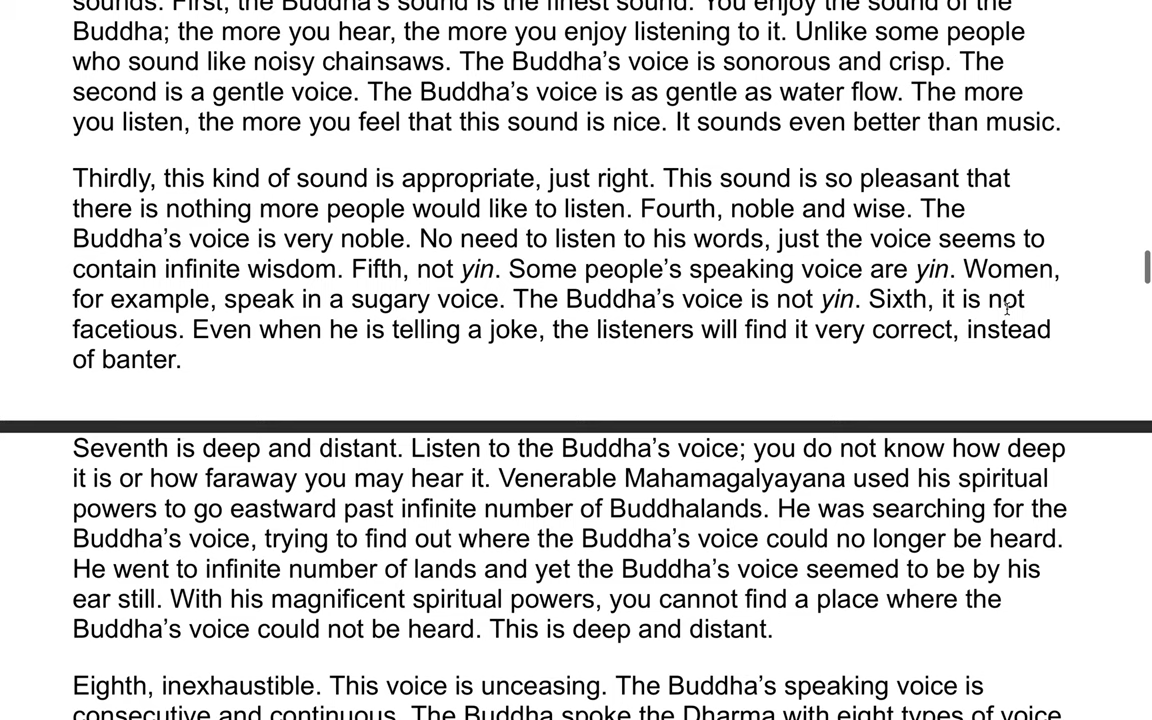 sounds. First, the Buddha's sound is the finest sound. You enjoy the sound of the
Buddha; the more you hear, the more you enjoy listening to it. Unlike some people
who sound like noisy chainsaws. The Buddha's voice is sonorous and crisp. The
second is a gentle voice. The Buddha's voice is as gentle as water flow. The more
you listen, the more you feel that this sound is nice. It sounds even better than music.
Thirdly, this kind of sound is appropriate, just right. This sound is so pleasant that
there is nothing more people would like to listen. Fourth, noble and wise. The
Buddha's voice is very noble. No need to listen to his words, just the voice seems to
contain infinite wisdom. Fifth, not yin. Some people's speaking voice are yin. Women,
for example, speak in a sugary voice. The Buddha's voice is not yin. Sixth, it is not
facetious. Even when he is telling a joke, the listeners will find it very correct, instead
of banter.
Seventh is deep and distant. Listen to the Buddha's voice; you do not know how deep
it is or how faraway you may hear it. Venerable Mahamagalyayana used his spiritual
powers to go eastward past infinite number of Buddhalands. He was searching for the
Buddha's voice, trying to find out where the Buddha's voice could no longer be heard.
He went to infinite number of lands and yet the Buddha's voice seemed to be by his
ear still. With his magnificent spiritual powers, you cannot find a place where the
Buddha's voice could not be heard. This is deep and distant.
Eighth, inexhaustible. This voice is unceasing. The Buddha's speaking voice is
consecutive and continuous. The Buddha spoke the Dharma with eight types of voice